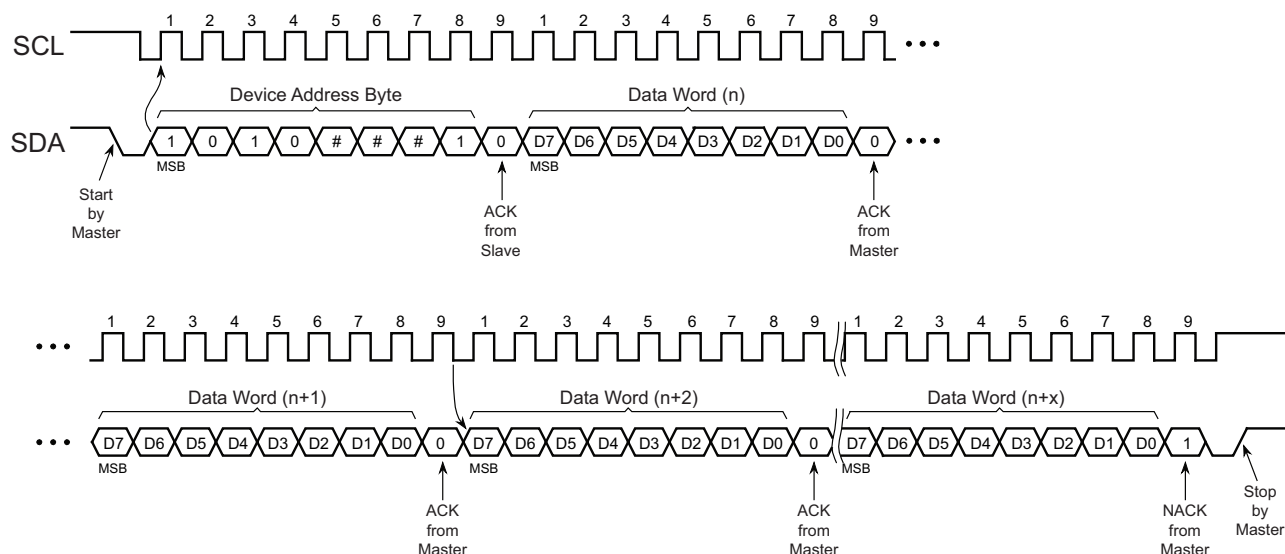 1 2 3 4 5 6 7 8 9 1 2 3 4 5 6 7 8 9
SCL
Device Address Byte Data Word (n)
SDA 1 0 1 0 # # # 1 0 D7 D6 D5 D4 D3 D2 D1 D0 0
MSB MSB
Start
by
Master
ACK
from
Slave
ACK
from
Master
1 2 3 4 5 6 7 8 9 1 2 3 4 5 6 7 8 9 1 2 3 4 5 6 7 8 9
Data Word (n+1) Data Word (n+2) Data Word (n+x)
D7 D6 D5 D4 D3 D2 D1 D0 0 D7 D6 D5 D4 D3 D2 D1 D0 0 D7 D6 D5 D4 D3 D2 D1 D0 1
MSB MSB MSB
ACK
from
Master
ACK
from
Master
NACK
from
Master
Stop
by
Master